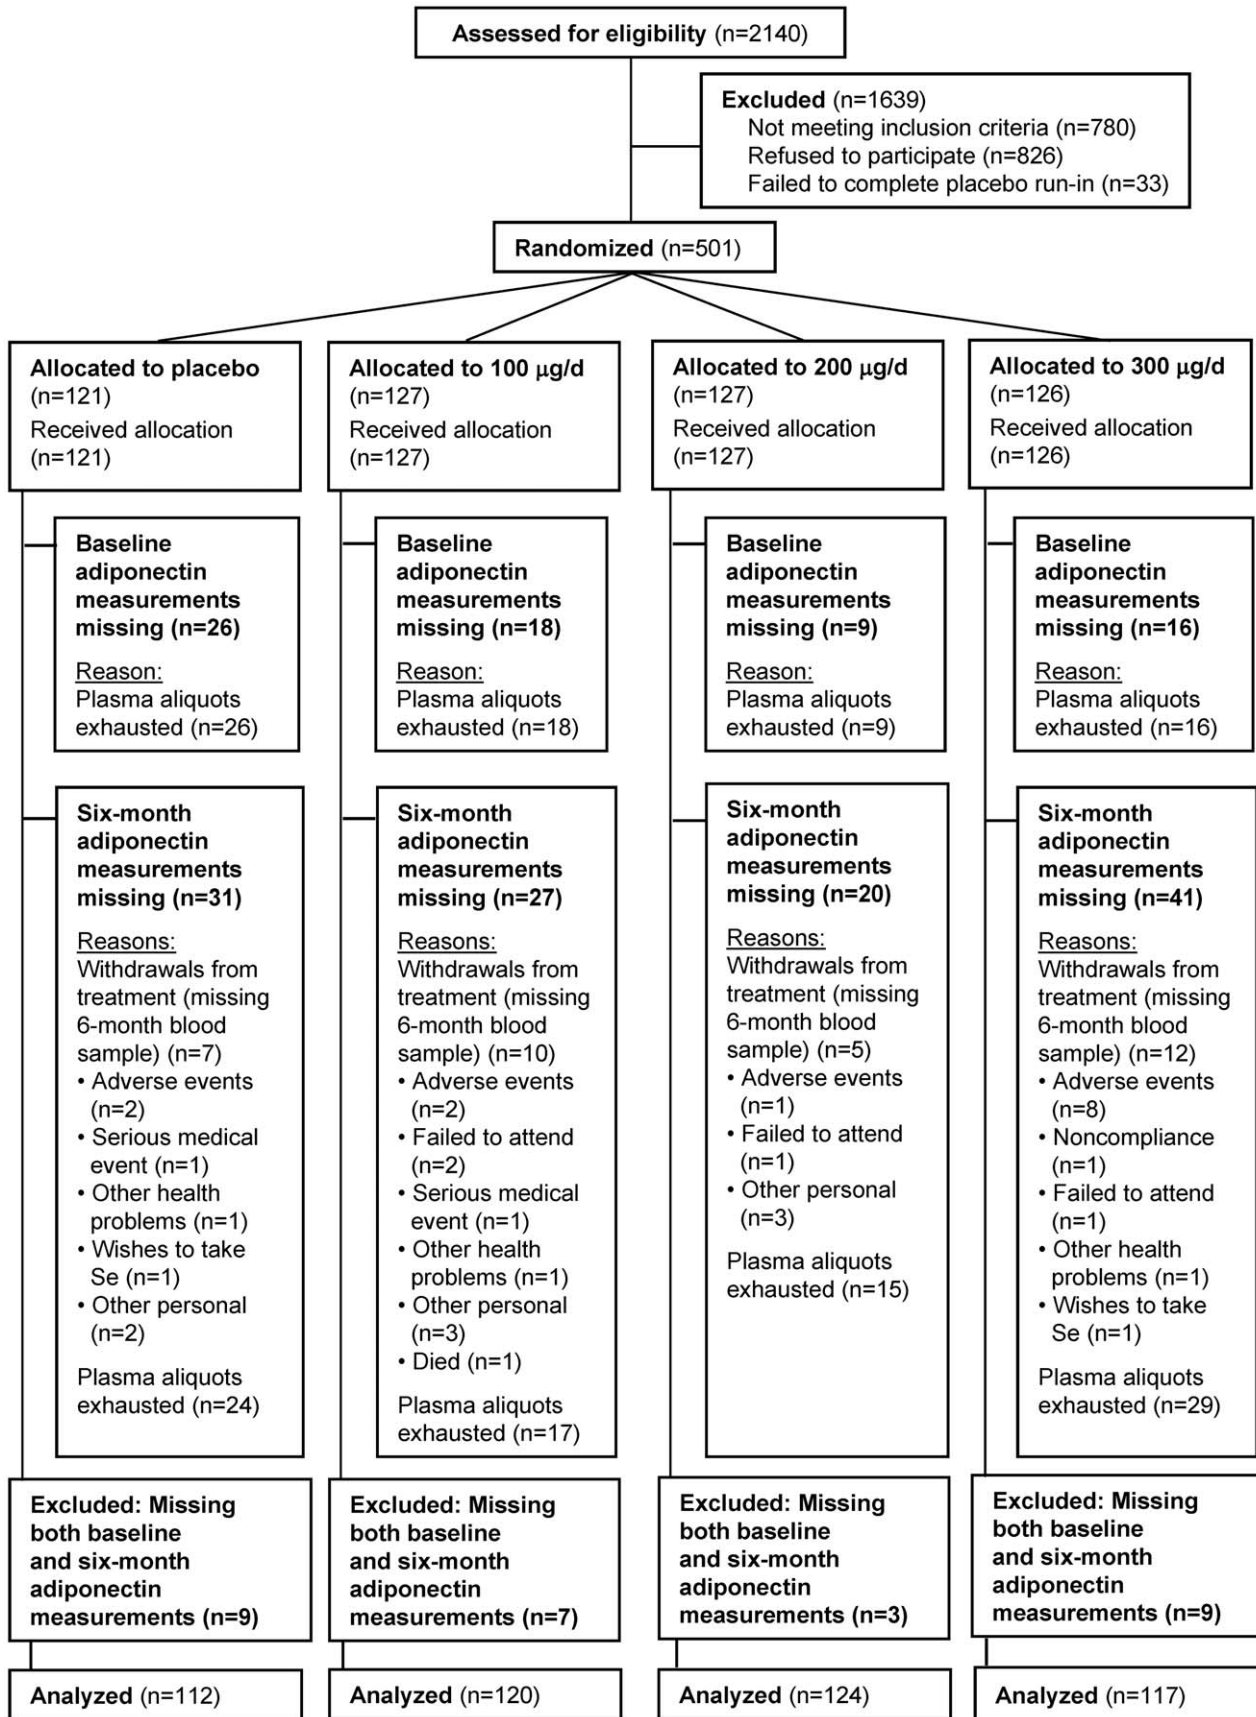 Assessed for eligibility (n=2140)
Excluded (n=1639)
Not meeting inclusion criteria (n=780)
Refused to participate (n=826)
Failed to complete placebo run-in (n=33)
Randomized (n=501)
Allocated to placebo
(n=121)
Received allocation
(n=121)
Allocated to 100 µg/d
(n=127)
Received allocation
(n=127)
Allocated to 200 µg/d
(n=127)
Received allocation
(n=127)
Allocated to 300 µg/d
(n=126)
Received allocation
(n=126)
Baseline
adiponectin
measurements
missing (n=26)
Reason:
Plasma aliquots
exhausted (n=26)
Baseline
adiponectin
measurements
missing (n=18)
Reason:
Plasma aliquots
exhausted (n=18)
Baseline
adiponectin
measurements
missing (n=9)
Reason:
Plasma aliquots
exhausted (n=9)
Baseline
adiponectin
measurements
missing (n=16)
Reason:
Plasma aliquots
exhausted (n=16)
Six-month
adiponectin
measurements
missing (n=31)
Reasons:
Withdrawals from
treatment (missing
6-month blood
sample) (n=7)
• Adverse events
(n=2)
• Serious medical
event (n=1)
• Other health
problems (n=1)
• Wishes to take
Se (n=1)
• Other personal
(n=2)
Plasma aliquots
exhausted (n=24)
Six-month
adiponectin
measurements
missing (n=27)
Reasons:
Withdrawals from
treatment (missing
6-month blood
sample) (n=10)
• Adverse events
(n=2)
• Failed to attend
(n=2)
• Serious medical
event (n=1)
• Other health
problems (n=1)
• Other personal
(n=3)
• Died (n=1)
Plasma aliquots
exhausted (n=17)
Six-month
adiponectin
measurements
missing (n=20)
Reasons:
Withdrawals from
treatment (missing
6-month blood
sample) (n=5)
• Adverse events
(n=1)
• Failed to attend
(n=1)
• Other personal
(n=3)
Plasma aliquots
exhausted (n=15)
Six-month
adiponectin
measurements
missing (n=41)
Reasons:
Withdrawals from
treatment (missing
6-month blood
sample) (n=12)
• Adverse events
(n=8)
• Noncompliance
(n=1)
• Failed to attend
(n=1)
• Other health
problems (n=1)
• Wishes to take
Se (n=1)
Plasma aliquots
exhausted (n=29)
Excluded: Missing
both baseline
and six-month
adiponectin
measurements (n=9)
Excluded: Missing
both baseline
and six-month
adiponectin
measurements (n=7)
Excluded: Missing
both baseline
and six-month
adiponectin
measurements (n=3)
Excluded: Missing
both baseline
and six-month
adiponectin
measurements (n=9)
Analyzed (n=112)
Analyzed (n=120)
Analyzed (n=124)
Analyzed (n=117)